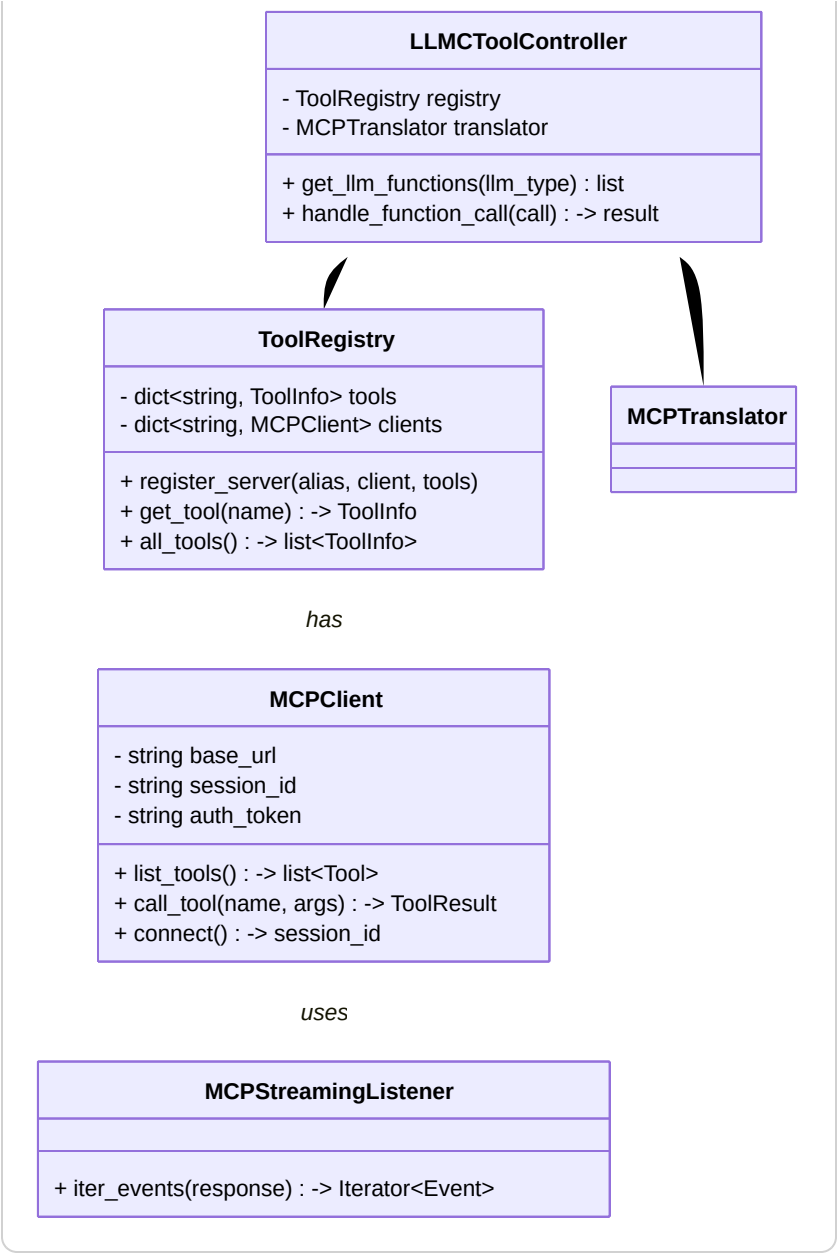 LLMCToolController
- ToolRegistry registry
- MCPTranslator translator
+ get_llm_functions(llm_type) : list
+ handle_function_call(call) : -> result
ToolRegistry
- dict<string, ToolInfo> tools
- dict<string, MCPClient> clients
+ register_server(alias, client, tools)
+ get_tool(name) : -> ToolInfo
+ all_tools() : -> list<ToolInfo>
MCPTranslator
has
MCPClient
- string base_url
- string session_id
- string auth_token
+ list_tools() : -> list<Tool>
+ call_tool(name, args) : -> ToolResult
+ connect() : -> session_id
uses
MCPStreamingListener
+ iter_events(response) : -> Iterator<Event>